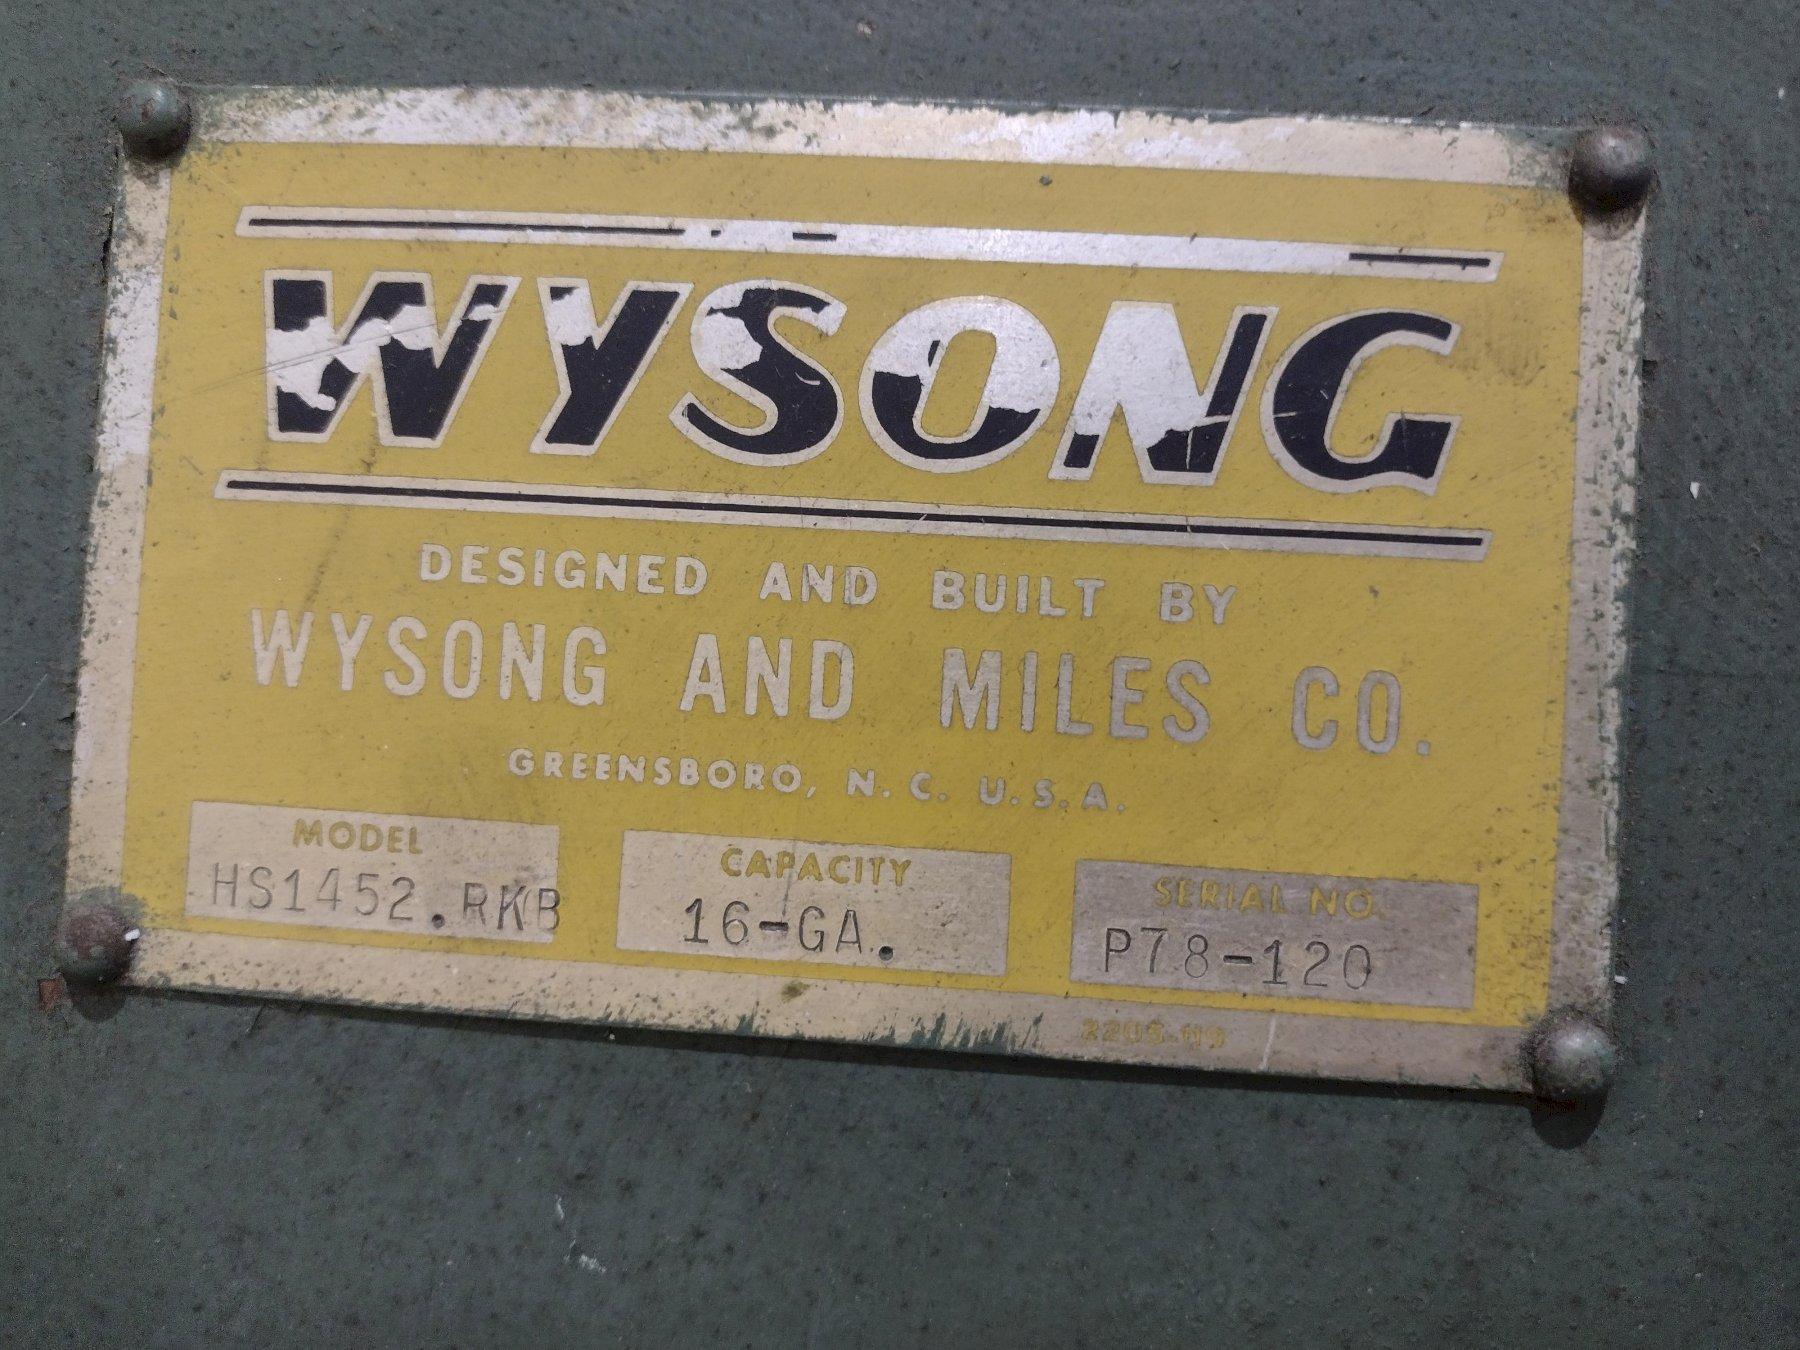 WYSONG
DESIGNED AND BUILT BY
WYSONG AND MILES CO.
GREENSBORO, N. C. U.S.A.
MODEL
HS1452.RKB
CAPACITY
16-GA.
SERIAL NO.
P78-120